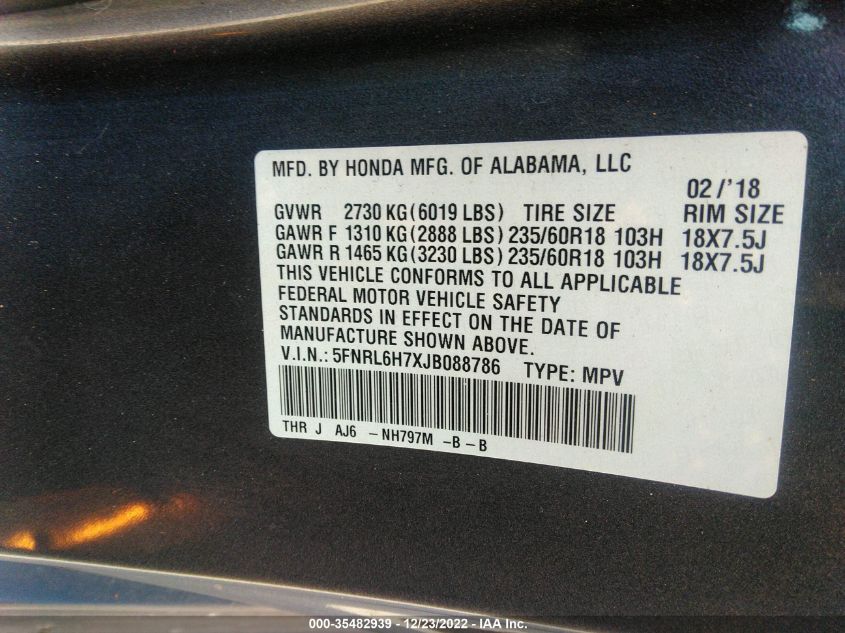 MFD. BY HONDA MFG. OF ALABAMA, LLC
02/'18
GVWR 2730 KG(6019 LBS) TIRE SIZE RIM SIZE
GAWR F 1310 KG(2888 LBS) 235/60R18 103H 18X7.5J
GAWR R 1465 KG(3230 LBS) 235/60R18 103H 18X7.5J
THIS VEHICLE CONFORMS TO ALL APPLICABLE
FEDERAL MOTOR VEHICLE SAFETY
STANDARDS IN EFFECT ON THE DATE OF
MANUFACTURE SHOWN ABOVE.
V.I.N.: 5FNRL6H7XJB088786 TYPE: MPV
THR J AJ6 -NH797M -B-B
000-35482939 - 12/23/2022 - IAA Inc.